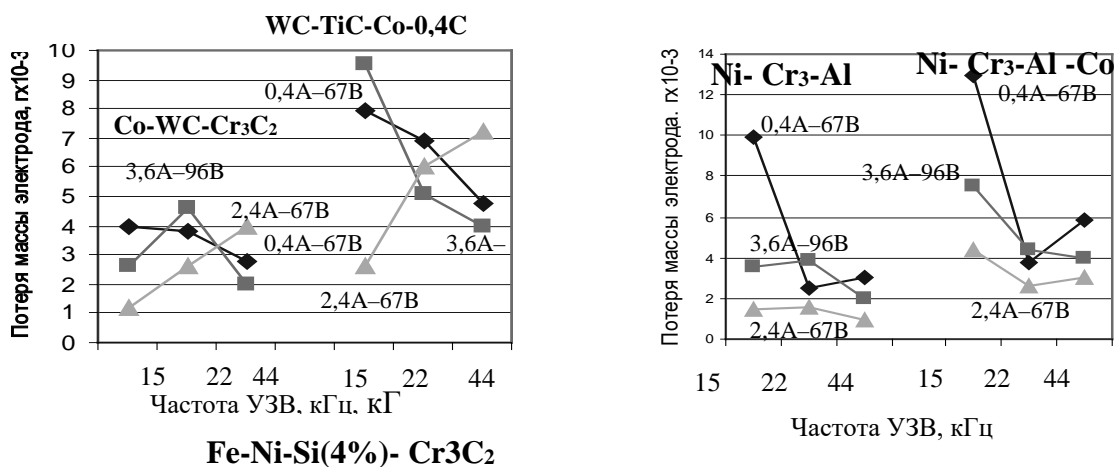 WC-TiC-Co-0,4C
Потеря массы электрода, гx10-3
10
9
8
7
6
5
4
3
2
1
0
0,4А–67В
Co-WC-Cr₃C₂
3,6А–96В
2,4А–67В
0,4А–67В
3,6А–
2,4А–67В
15 22 44 15 22 44
Частота УЗВ, кГц, кГ
Fe-Ni-Si(4%)- Cr3C₂
Потеря массы электрода. гx10-3
14
12
10
8
6
4
2
0
Ni- Cr₃-Al
Ni- Cr₃-Al -Co
0,4А–67В
0,4А–67В
3,6А–96В
3,6А–96В
2,4А–67В
2,4А–67В
15 22 44 15 22 44
Частота УЗВ, кГц